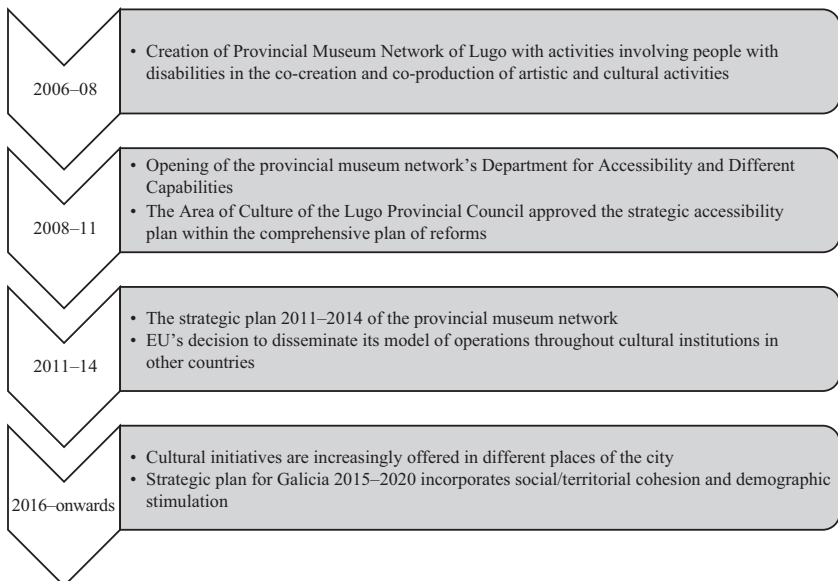 2006–08
• Creation of Provincial Museum Network of Lugo with activities involving people with
disabilities in the co-creation and co-production of artistic and cultural activities
2008–11
• Opening of the provincial museum network's Department for Accessibility and Different
Capabilities
• The Area of Culture of the Lugo Provincial Council approved the strategic accessibility
plan within the comprehensive plan of reforms
2011–14
• The strategic plan 2011–2014 of the provincial museum network
• EU's decision to disseminate its model of operations throughout cultural institutions in
other countries
2016–onwards
• Cultural initiatives are increasingly offered in different places of the city
• Strategic plan for Galicia 2015–2020 incorporates social/territorial cohesion and demographic
stimulation